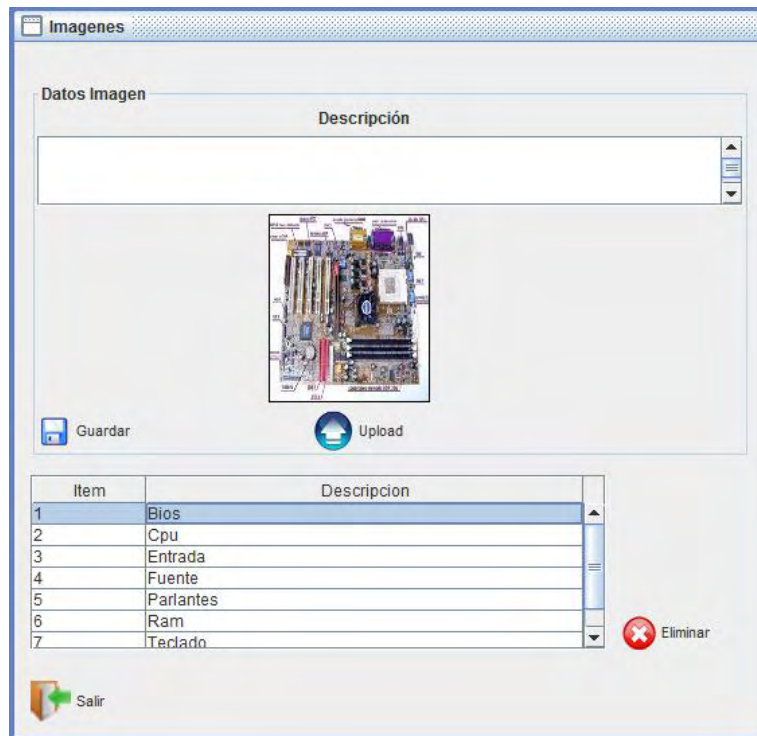 Imagenes
Datos Imagen
Descripción
Guardar
Upload
Item Descripcion
1 Bios
2 Cpu
3 Entrada
4 Fuente
5 Parlantes
6 Ram
7 Teclado
Eliminar
Salir